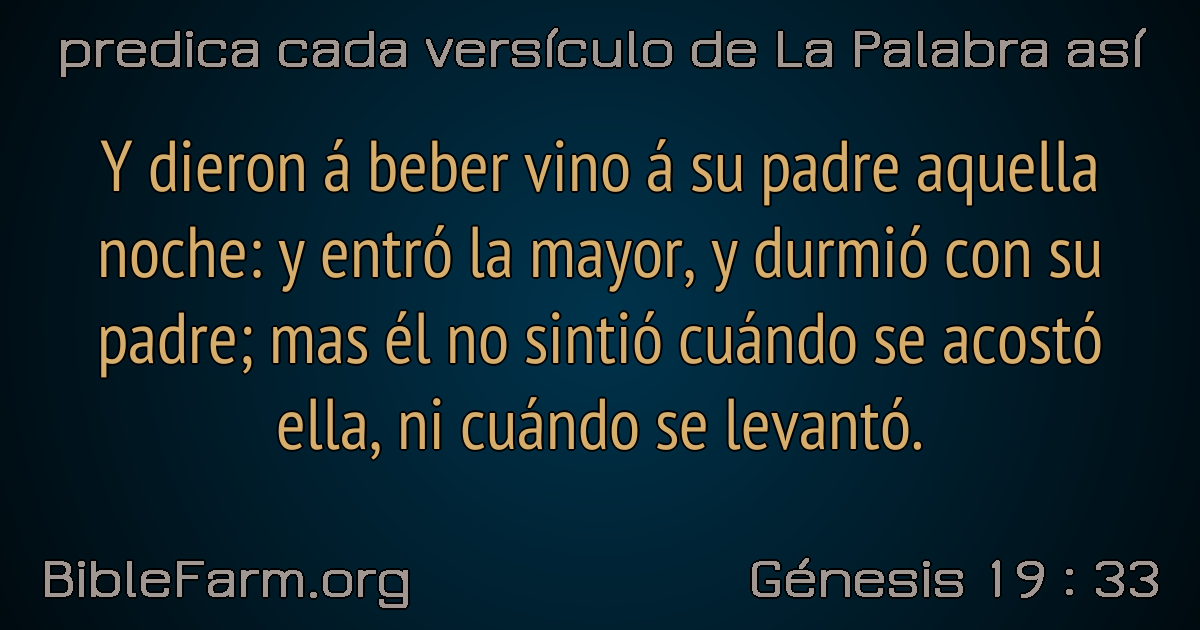 predica cada versículo de La Palabra así
Y dieron á beber vino á su padre aquella
noche: y entró la mayor, y durmió con su
padre; mas él no sintió cuándo se acostó
ella, ni cuándo se levantó.
BibleFarm.org
Génesis 19 : 33